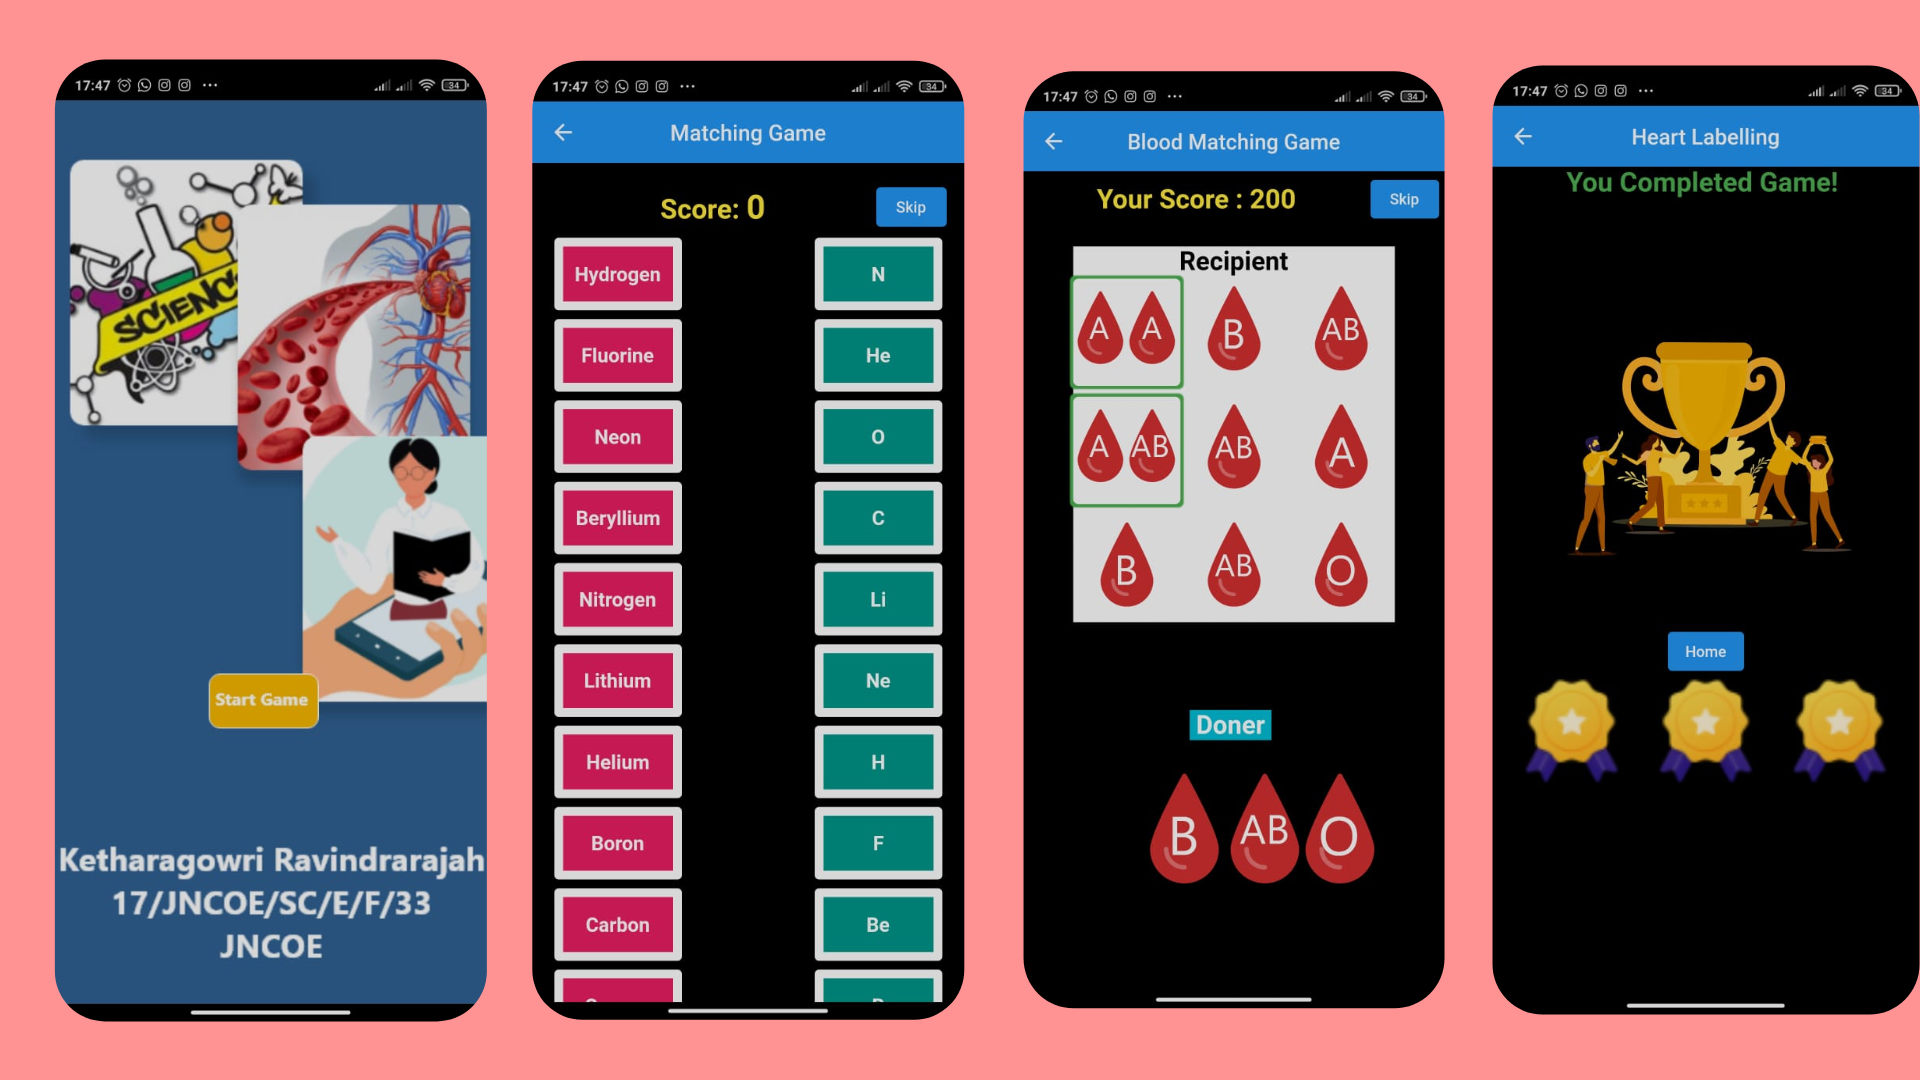 17:47
34
SCIENC
Start Game
Ketharagowri Ravindrarajah
17/JNCOE/SC/E/F/33
JNCOE
17:47
34
Matching Game
Score: 0
Skip
Hydrogen
N
Fluorine
He
Neon
O
Beryllium
C
Nitrogen
Li
Lithium
Ne
Helium
H
Boron
F
Carbon
Be
17:47
34
Blood Matching Game
Your Score : 200
Skip
Recipient
A A B AB
A AB AB A
B AB O
Doner
B AB O
17:47
34
Heart Labelling
You Completed Game!
Home